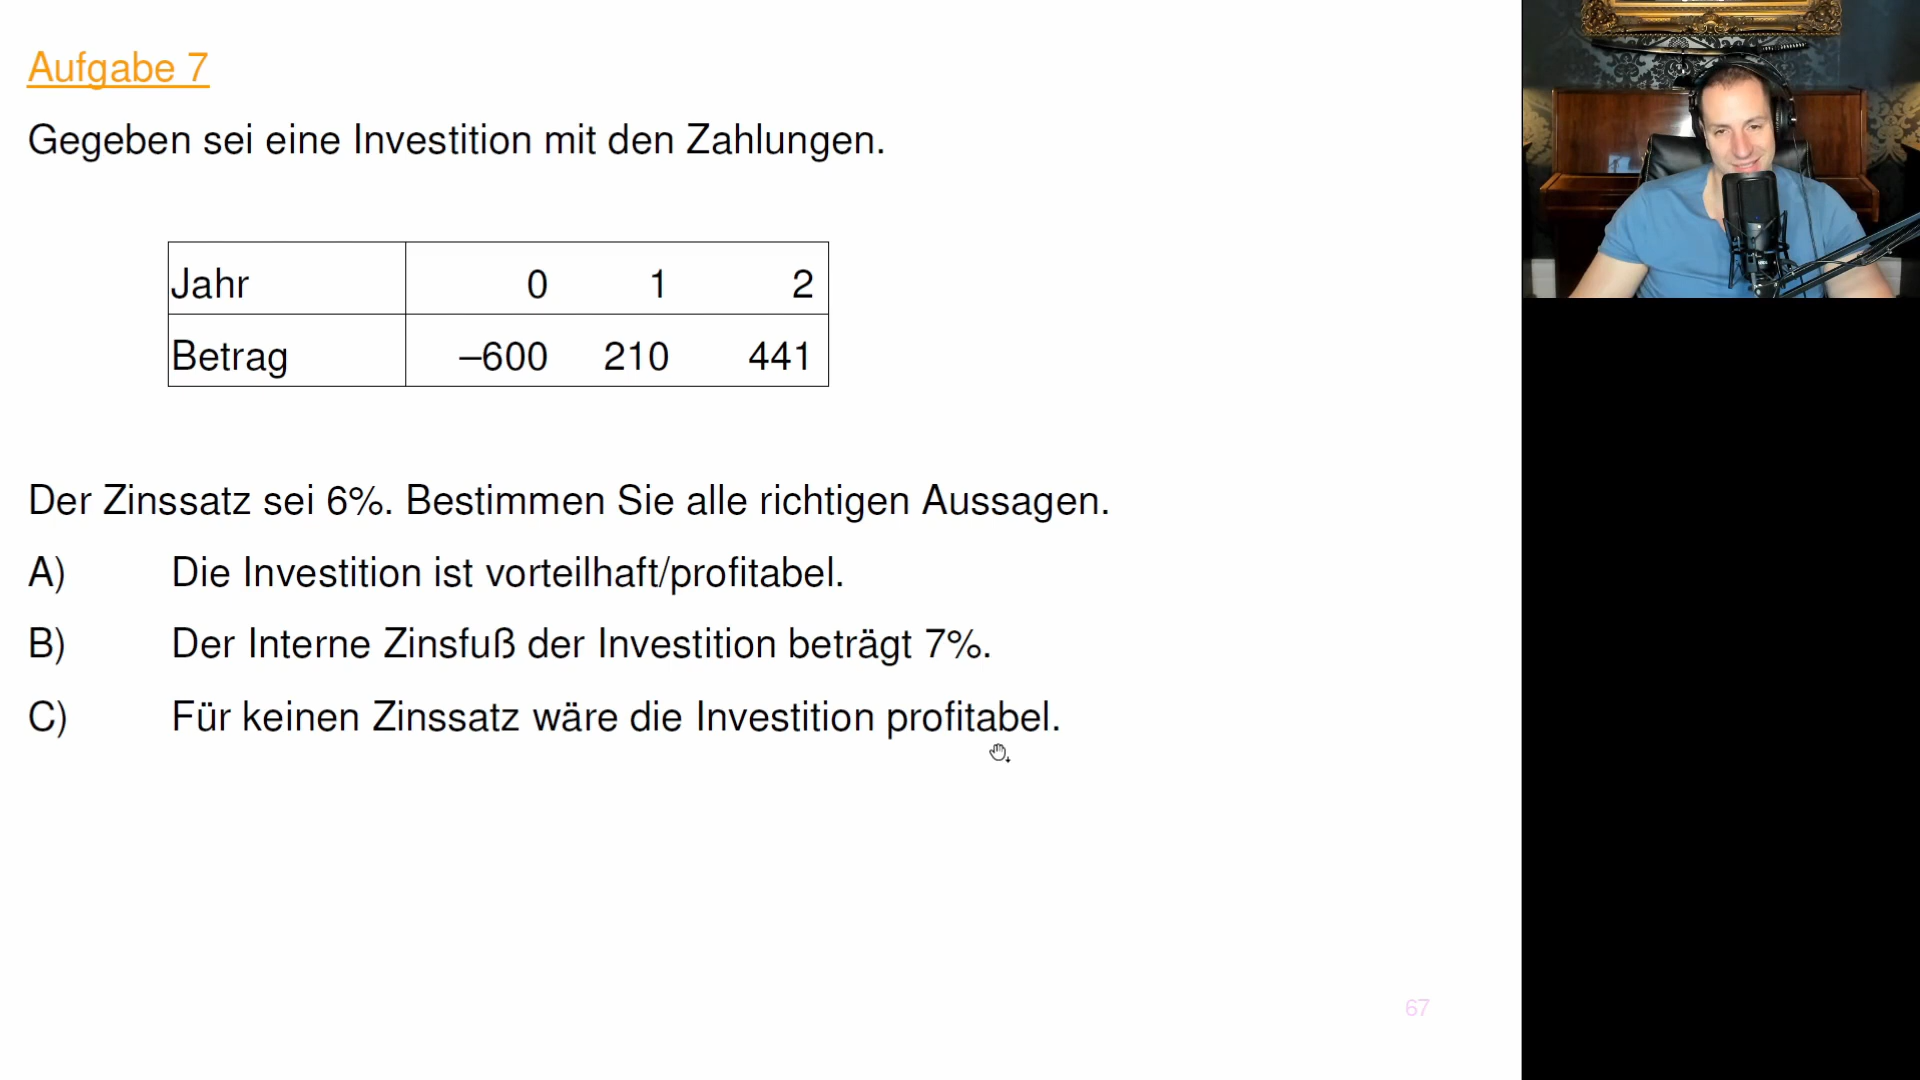 Aufgabe 7
Gegeben sei eine Investition mit den Zahlungen.
Jahr 0 1 2
Betrag –600 210 441
Der Zinssatz sei 6%. Bestimmen Sie alle richtigen Aussagen.
A) Die Investition ist vorteilhaft/profitabel.
B) Der Interne Zinsfuß der Investition beträgt 7%.
C) Für keinen Zinssatz wäre die Investition profitabel.
67